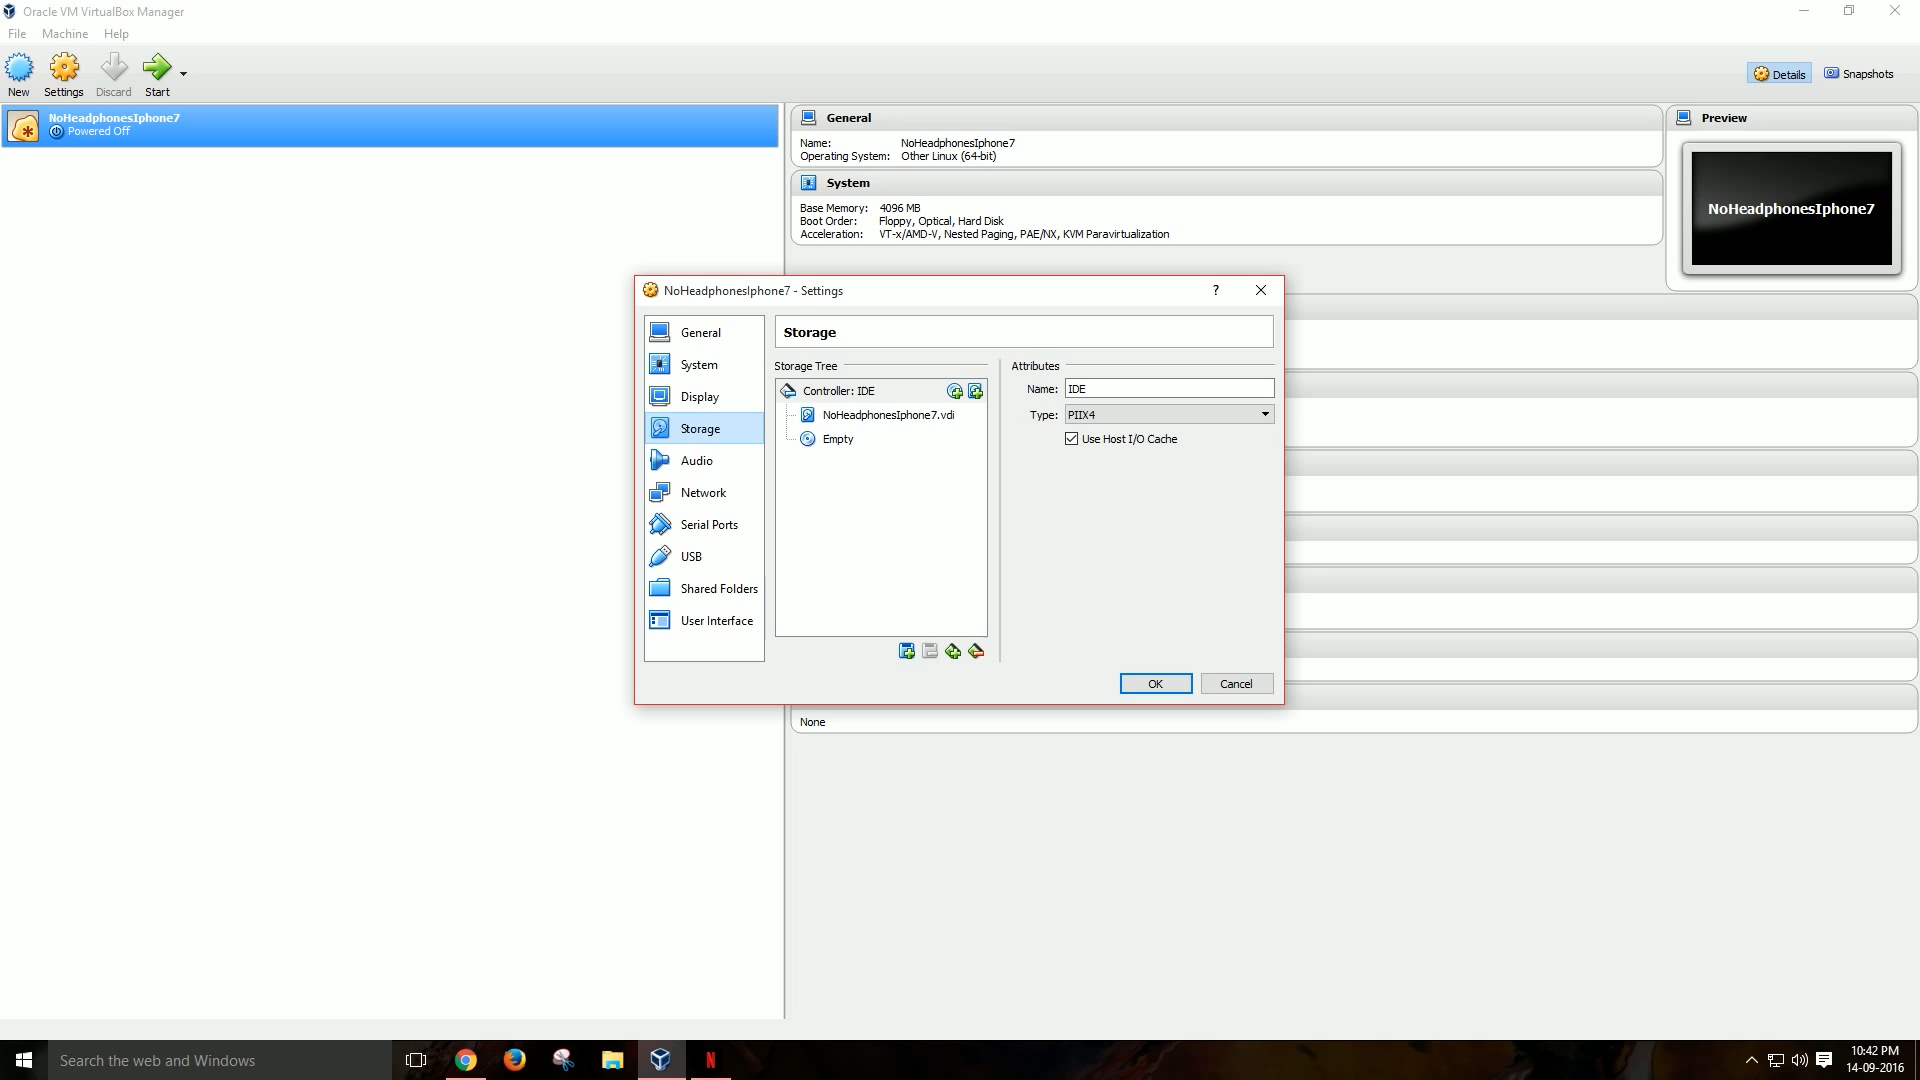 Oracle VM VirtualBox Manager
File Machine Help
New Settings Discard Start
Details Snapshots
NoHeadphonesIphone7
Powered Off
General
Name: NoHeadphonesIphone7
Operating System: Other Linux (64-bit)
System
Base Memory: 4096 MB
Boot Order: Floppy, Optical, Hard Disk
Acceleration: VT-x/AMD-V, Nested Paging, PAE/NX, KVM Paravirtualization
Preview
NoHeadphonesIphone7
NoHeadphonesIphone7 - Settings ?
General
System
Display
Storage
Audio
Network
Serial Ports
USB
Shared Folders
User Interface
Storage
Storage Tree
Controller: IDE
NoHeadphonesIphone7.vdi
Empty
Attributes
Name: IDE
Type: PIIX4
Use Host I/O Cache
OK Cancel
None
Search the web and Windows
N
10:42 PM
14-09-2016